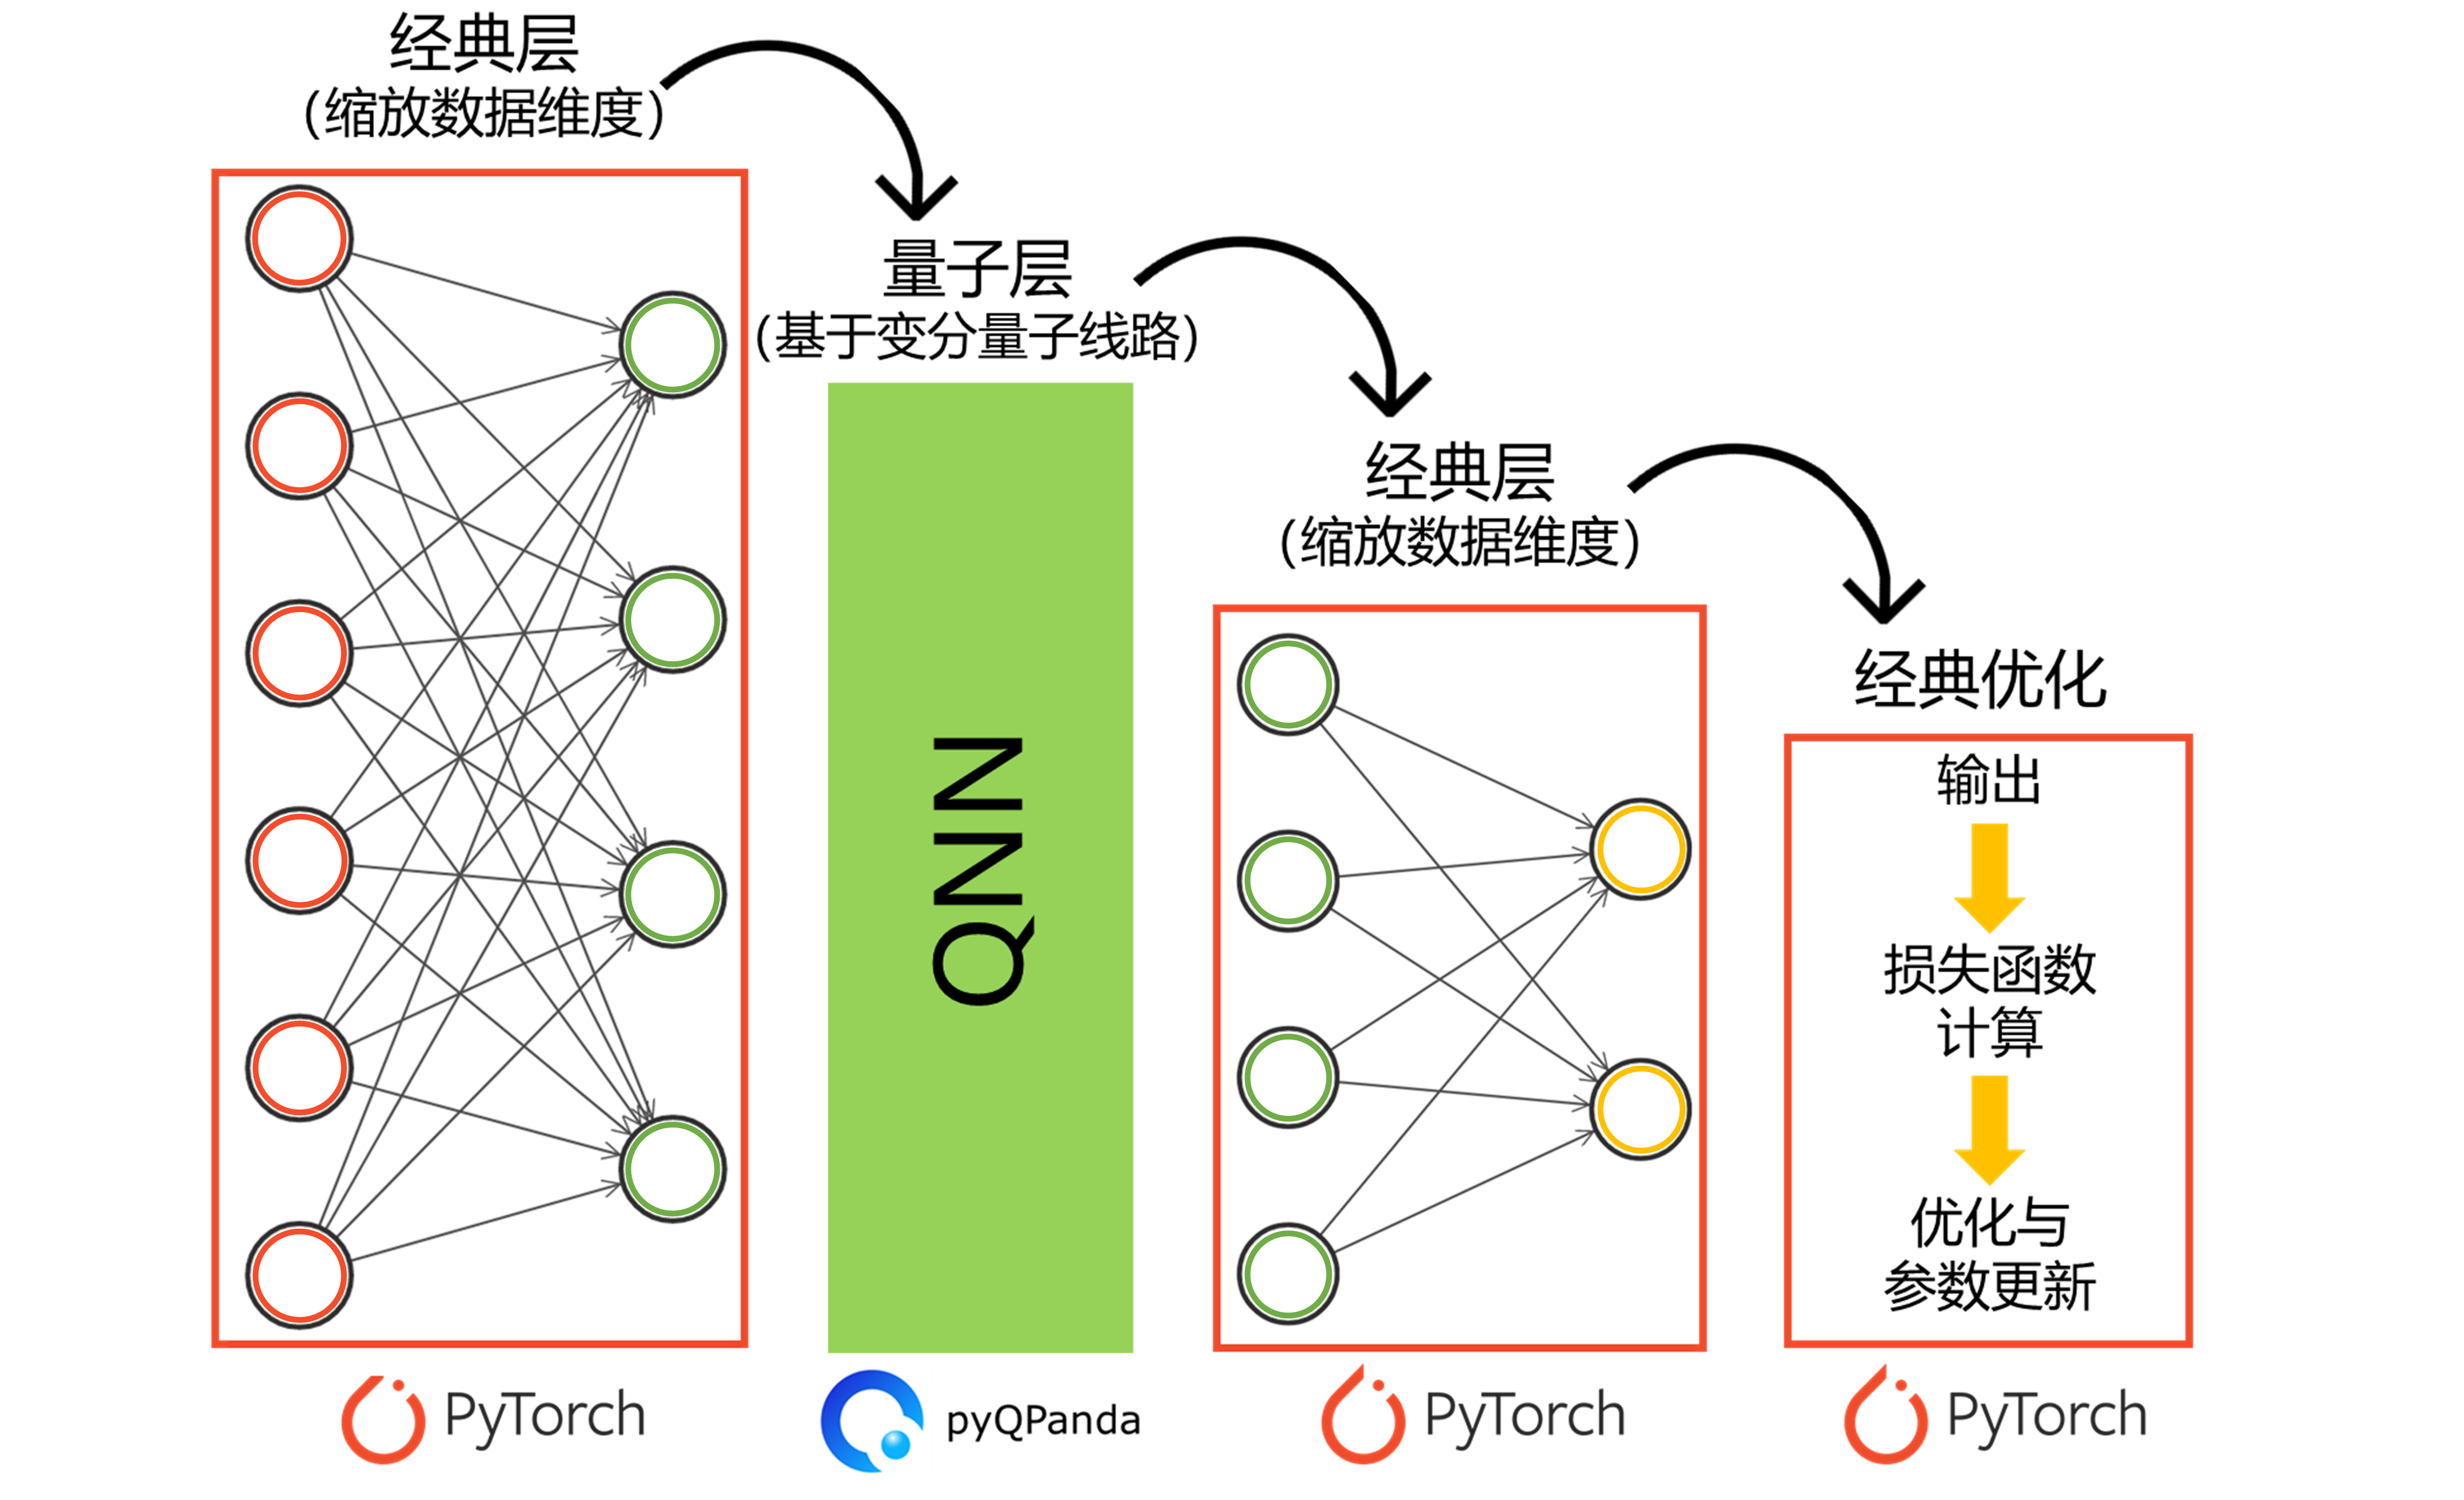 经典层
(缩放数据维度)
量子层
(基于变分量子线路)
经典层
(缩放数据维度)
经典优化
QNN
输出
损失函数
计算
优化与
参数更新
PyTorch
pyQPanda
PyTorch
PyTorch